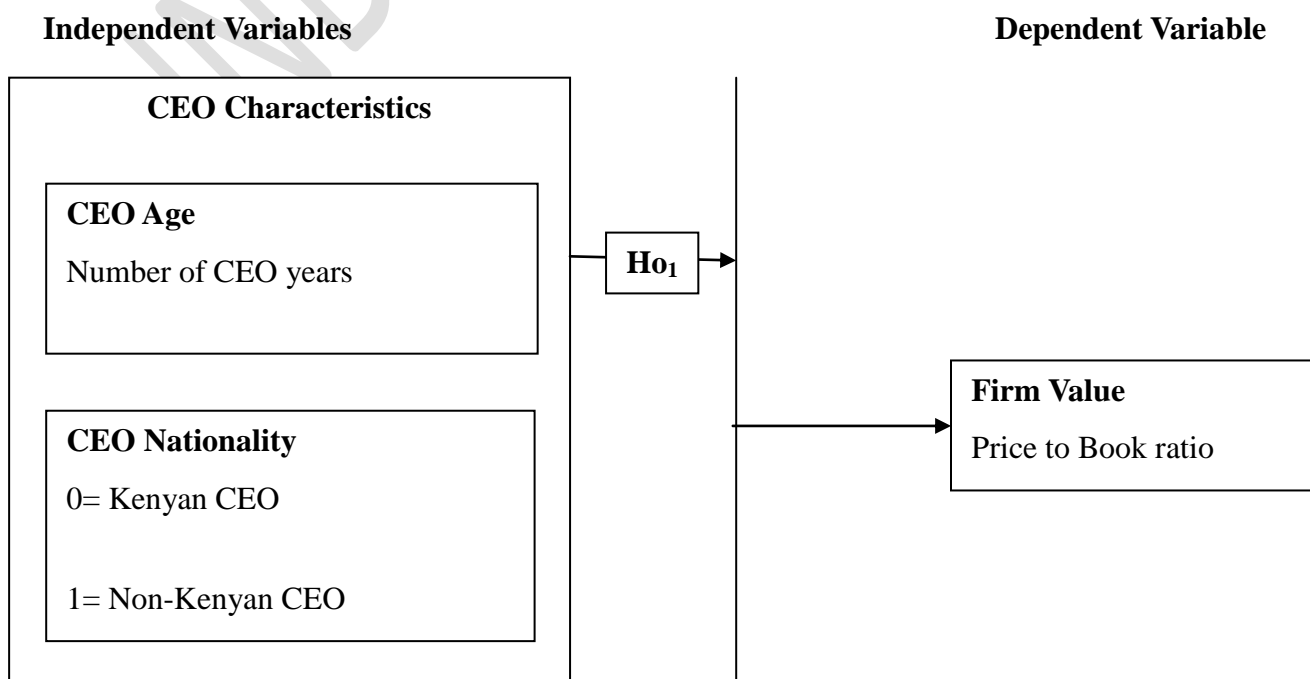 Independent Variables
Dependent Variable
CEO Characteristics
CEO Age
Number of CEO years
Ho₁
CEO Nationality
0= Kenyan CEO
1= Non-Kenyan CEO
Firm Value
Price to Book ratio